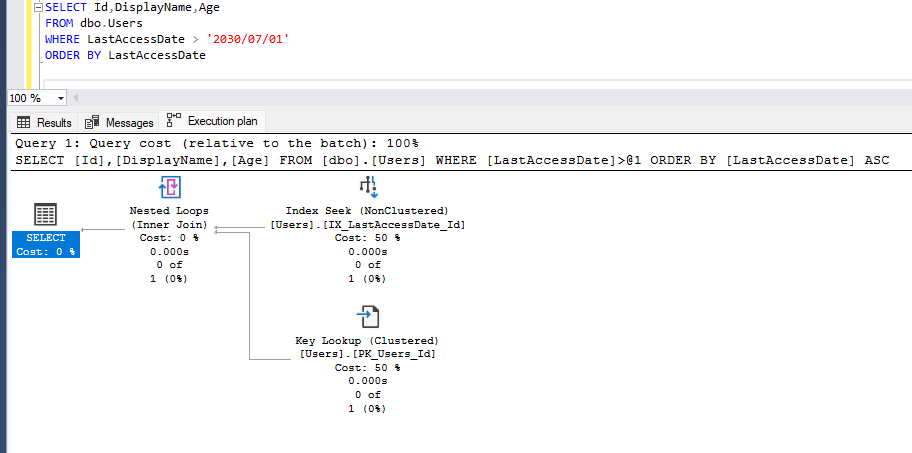 SELECT Id,DisplayName,Age
FROM dbo.Users
WHERE LastAccessDate > '2030/07/01'
ORDER BY LastAccessDate
100 %
Results Messages Execution plan
Query 1: Query cost (relative to the batch): 100%
SELECT [Id],[DisplayName],[Age] FROM [dbo].[Users] WHERE [LastAccessDate]>@1 ORDER BY [LastAccessDate] ASC
SELECT
Cost: 0 %
Nested Loops
(Inner Join)
Cost: 0 %
0.000s
0 of
1 (0%)
Index Seek (NonClustered)
[Users].[IX_LastAccessDate_Id]
Cost: 50 %
0.000s
0 of
1 (0%)
Key Lookup (Clustered)
[Users].[PK_Users_Id]
Cost: 50 %
0.000s
0 of
1 (0%)